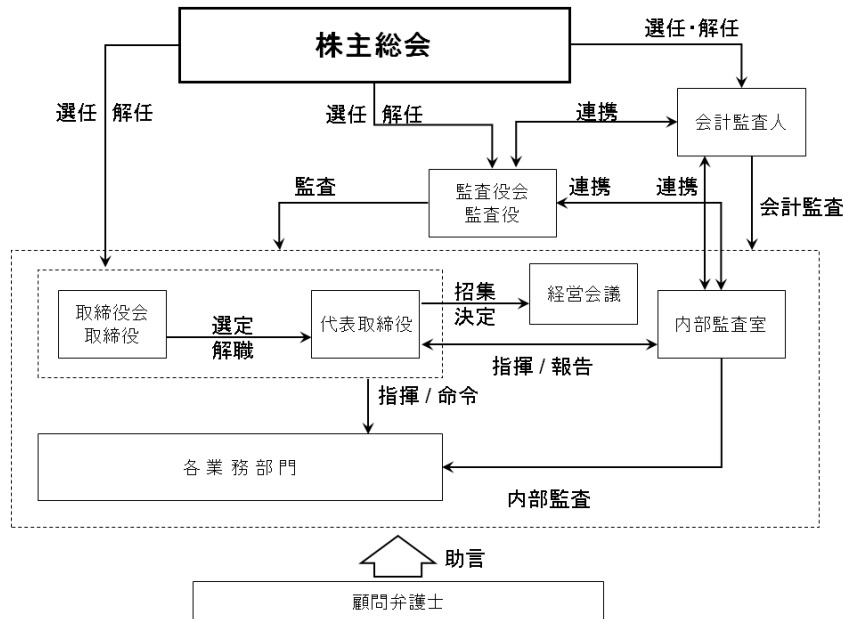 株主総会
選任・解任
選任 解任
選任 解任
連携
会計監査人
監査
監査役会
監査役
連携
連携
会計監査
取締役会
取締役
選定
解職
代表取締役
招集
決定
経営会議
内部監査室
指揮 / 報告
指揮 / 命令
各業務部門
内部監査
助言
顧問弁護士